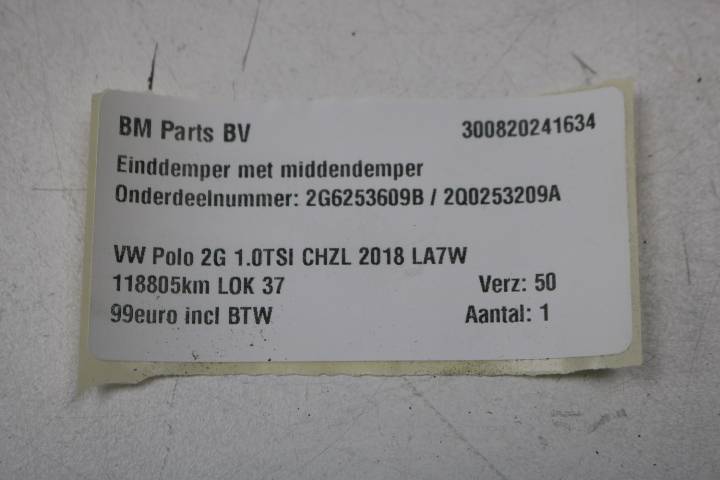 BM Parts BV 300820241634
Einddemper met middendemper
Onderdeelnummer: 2G6253609B / 2Q0253209A
VW Polo 2G 1.0TSI CHZL 2018 LA7W
118805km LOK 37 Verz: 50
99euro incl BTW Aantal: 1